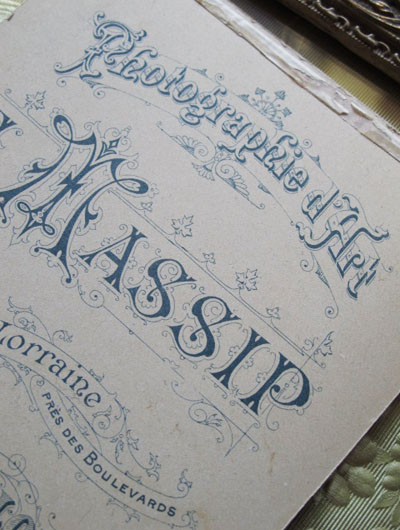 Photographie d'Art
Massip
Lorraine
PRÈS DES BOULEVARDS